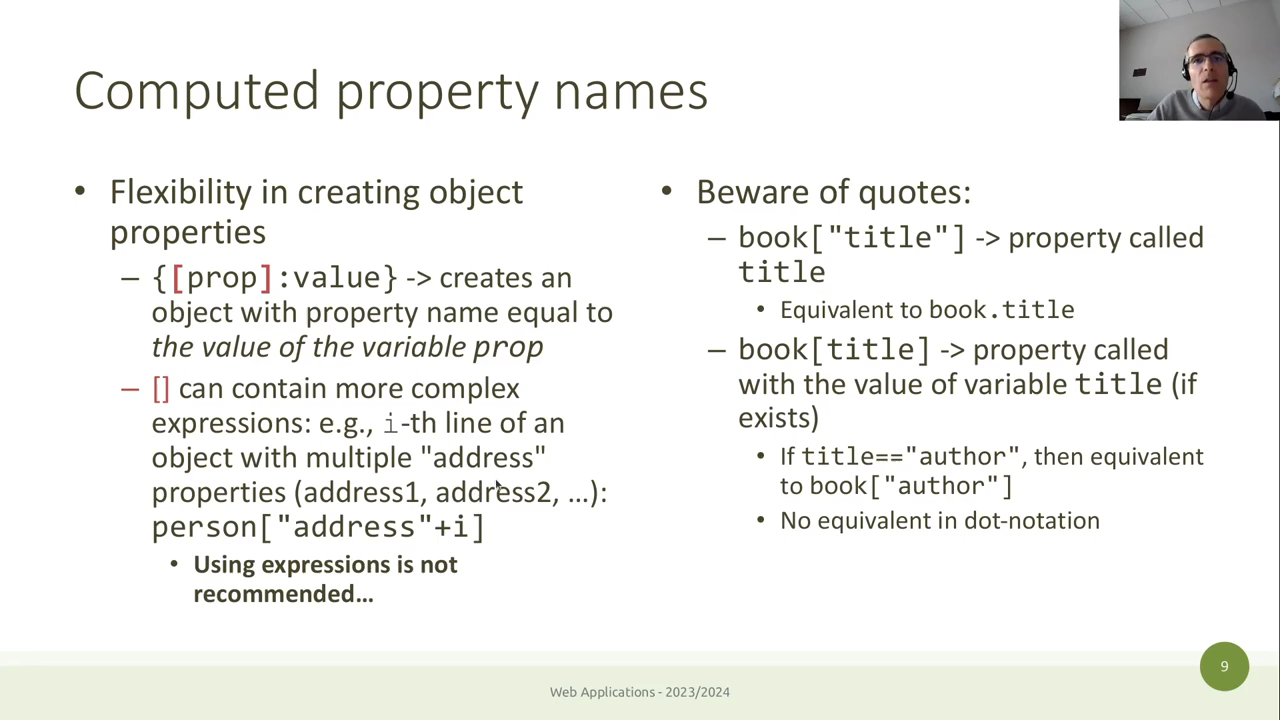 Computed property names
• Flexibility in creating object
properties
– {[prop]:value} -> creates an
object with property name equal to
the value of the variable prop
– [] can contain more complex
expressions: e.g., i-th line of an
object with multiple "address"
properties (address1, address2, …):
person["address"+i]
• Using expressions is not
recommended…
• Beware of quotes:
– book["title"] -> property called
title
• Equivalent to book.title
– book[title] -> property called
with the value of variable title (if
exists)
• If title=="author", then equivalent
to book["author"]
• No equivalent in dot-notation
Web Applications - 2023/2024
9